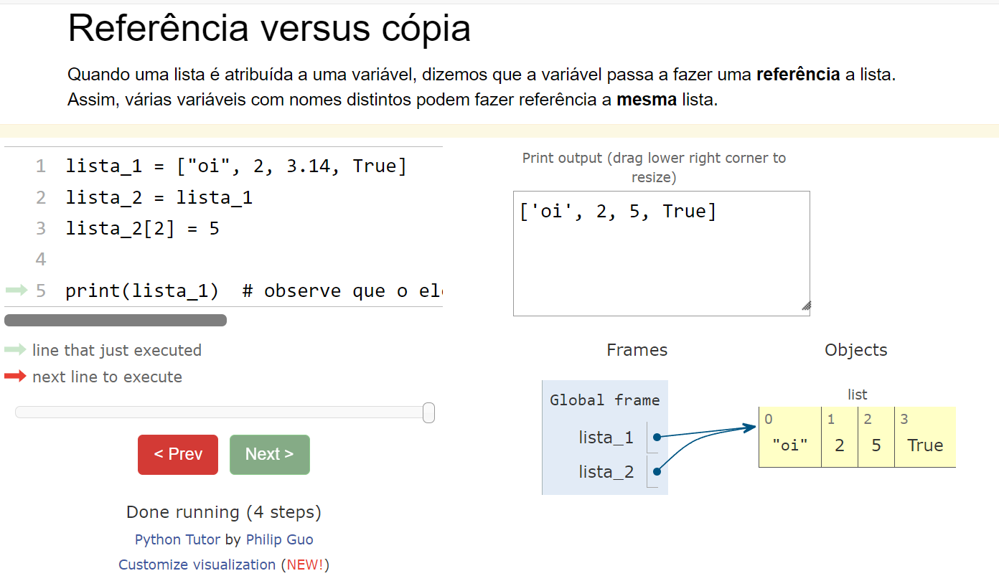 Referência versus cópia
Quando uma lista é atribuída a uma variável, dizemos que a variável passa a fazer uma referência a lista.
Assim, várias variáveis com nomes distintos podem fazer referência a mesma lista.
1 lista_1 = ["oi", 2, 3.14, True]
2 lista_2 = lista_1
3 lista_2[2] = 5
4
5 print(lista_1)  # observe que o ele
line that just executed
next line to execute
< Prev Next >
Done running (4 steps)
Python Tutor by Philip Guo
Customize visualization (NEW!)
Print output (drag lower right corner to
resize)
['oi', 2, 5, True]
Frames Objects
Global frame
lista_1
lista_2
list
0 1 2 3
"oi" 2 5 True